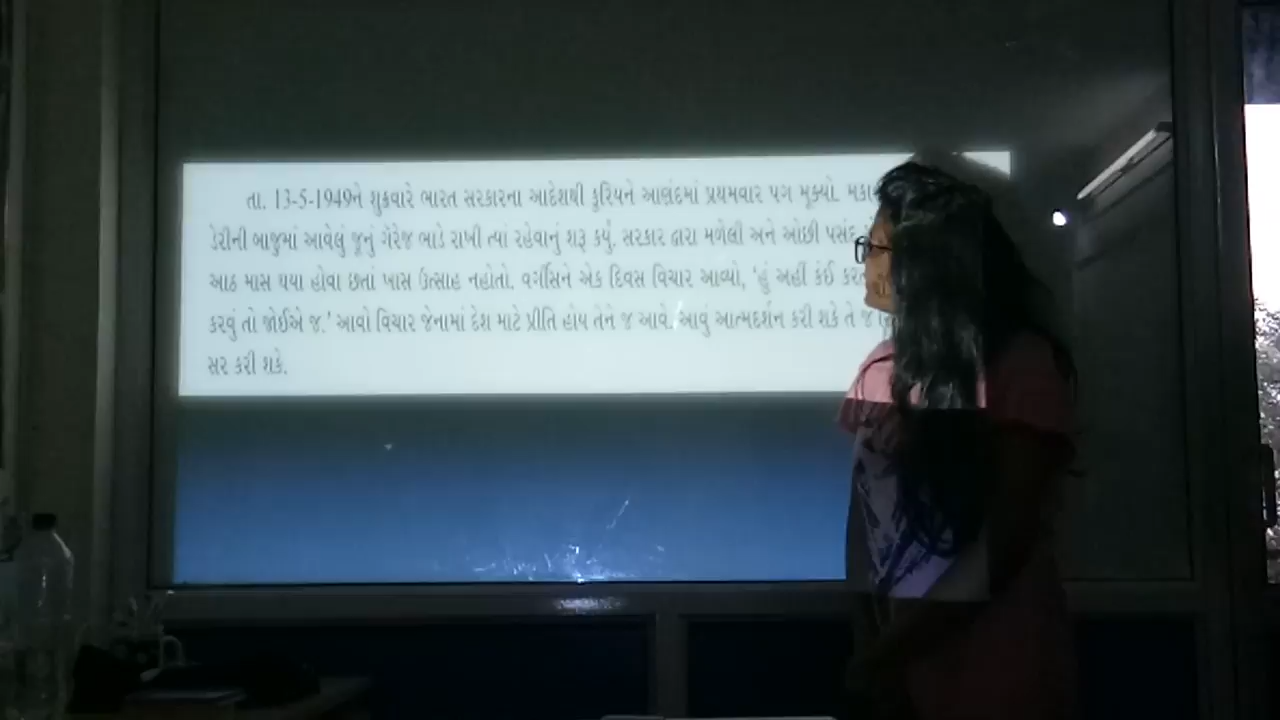 તા. 13-5-1949ને શુક્રવારે ભારત સરકારના આદેશથી કુરિયને આણંદમાં પ્રથમવાર પગ મૂક્યો.
ડેરીની બાજુમાં આવેલું જૂનું ગૅરેજ ભાડે રાખી ત્યાં રહેવાનું શરૂ કર્યું. સરકાર દ્વારા મળેલી અને ઓછી પસંદ
આઠ માસ થયા હોવા છતાં ખાસ ઉત્સાહ નહોતો. વર્ગીસને એક દિવસ વિચાર આવ્યો, 'હું અહીં કંઈ
કરવું તો જોઈએ જ.' આવો વિચાર જેનામાં દેશ માટે પ્રીતિ હોય તેને જ આવે. આવું આત્મદર્શન કરી શકે તે જ
સર કરી શકે.